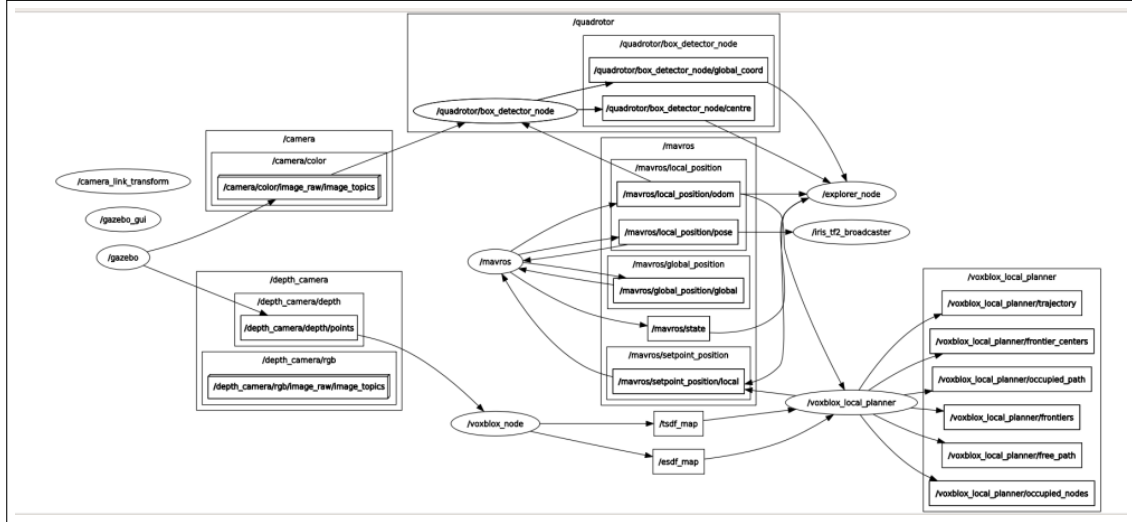 /quadrotor
/quadrotor/box_detector_node
/quadrotor/box_detector_node/global_coord
/quadrotor/box_detector_node/centre
/quadrotor/box_detector_node
/camera
/camera/color
/camera/color/image_raw/image_topics
/camera_link_transform
/gazebo_gui
/gazebo
/mavros
/mavros/local_position
/mavros/local_position/odom
/mavros/local_position/pose
/mavros/global_position
/mavros/global_position/global
/mavros/state
/mavros/setpoint_position
/mavros/setpoint_position/local
/mavros
/explorer_node
/iris_tf2_broadcaster
/depth_camera
/depth_camera/depth
/depth_camera/depth/points
/depth_camera/rgb
/depth_camera/rgb/image_raw/image_topics
/voxblox_node
/tsdf_map
/esdf_map
/voxblox_local_planner
/voxblox_local_planner
/voxblox_local_planner/trajectory
/voxblox_local_planner/frontier_centers
/voxblox_local_planner/occupied_path
/voxblox_local_planner/frontiers
/voxblox_local_planner/free_path
/voxblox_local_planner/occupied_nodes